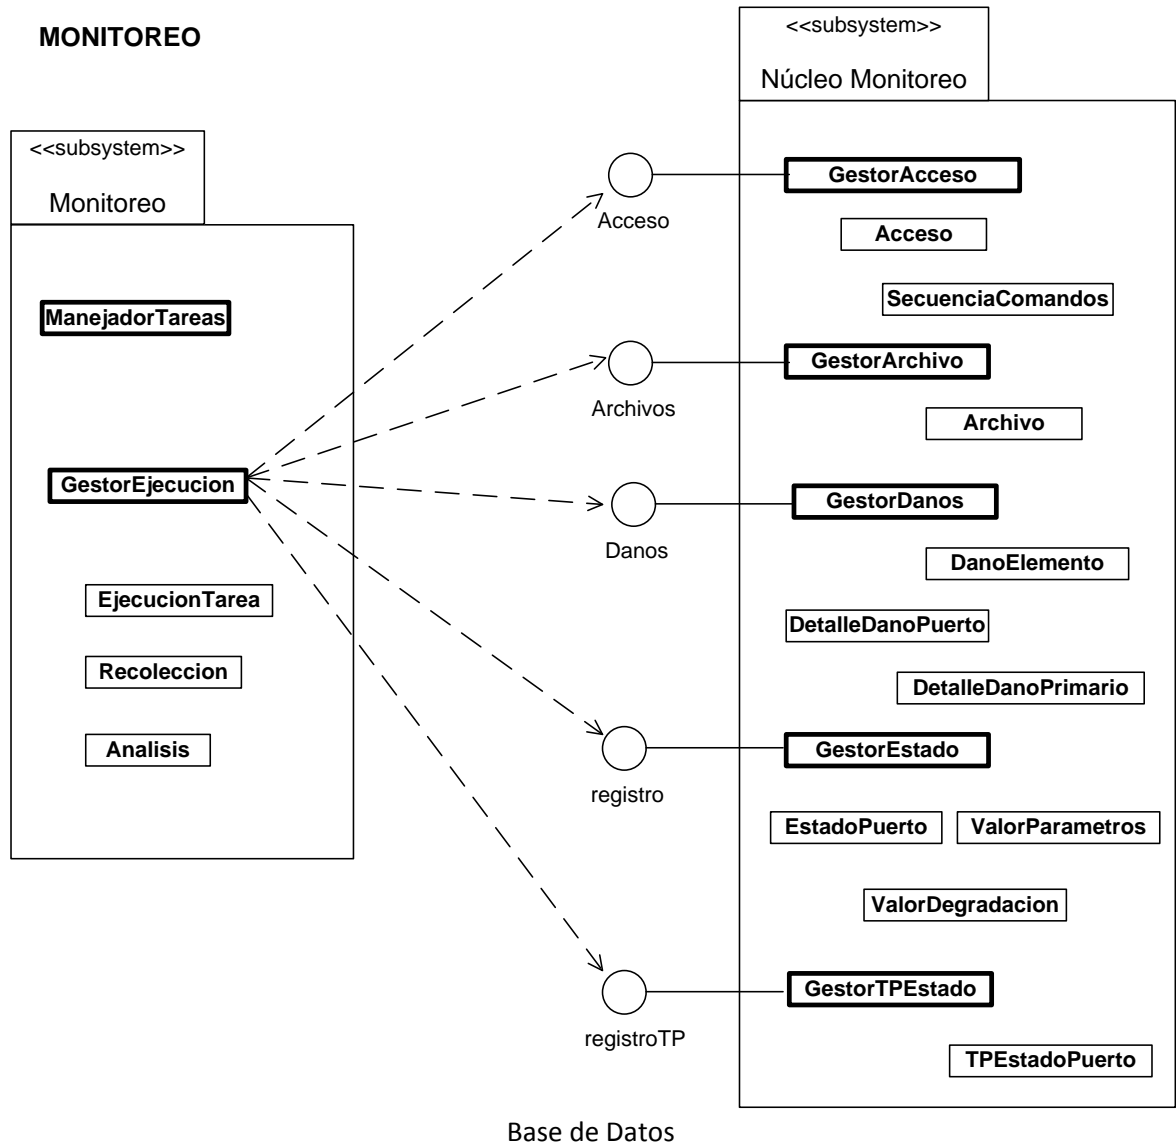 MONITOREO
<<subsystem>>
Monitoreo
ManejadorTareas
GestorEjecucion
EjecucionTarea
Recoleccion
Analisis
Acceso
Archivos
Danos
registro
registroTP
<<subsystem>>
Núcleo Monitoreo
GestorAcceso
Acceso
SecuenciaComandos
GestorArchivo
Archivo
GestorDanos
DanoElemento
DetalleDanoPuerto
DetalleDanoPrimario
GestorEstado
EstadoPuerto
ValorParametros
ValorDegradacion
GestorTPEstado
TPEstadoPuerto
Base de Datos